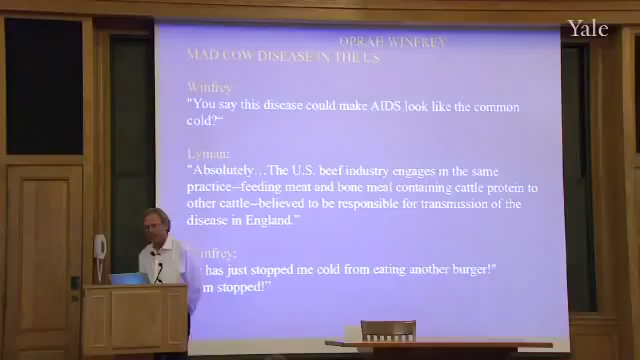 Yale
OPRAH WINFREY
MAD COW DISEASE IN THE US
Winfrey
"You say this disease could make AIDS look like the common
cold?"
Lyman:
"Absolutely…The U.S. beef industry engages in the same
practice–feeding meat and bone meal containing cattle protein to
other cattle–believed to be responsible for transmission of the
disease in England."
has just stopped me cold from eating another burger!"
stopped!"